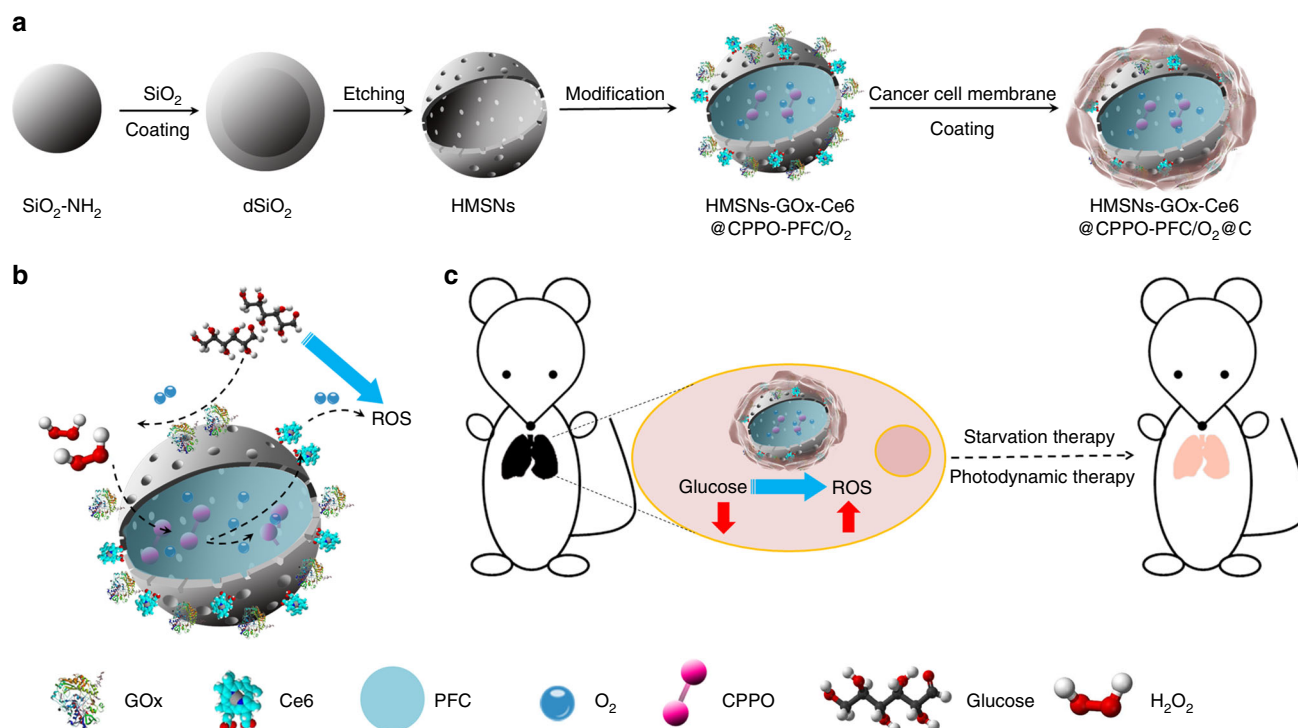 a
SiO₂
Coating
Etching
Modification
Cancer cell membrane
Coating
SiO₂-NH₂
dSiO₂
HMSNs
HMSNs-GOx-Ce6
@CPPO-PFC/O₂
HMSNs-GOx-Ce6
@CPPO-PFC/O₂@C
b
ROS
c
Glucose
ROS
Starvation therapy
Photodynamic therapy
GOx
Ce6
PFC
O₂
CPPO
Glucose
H₂O₂